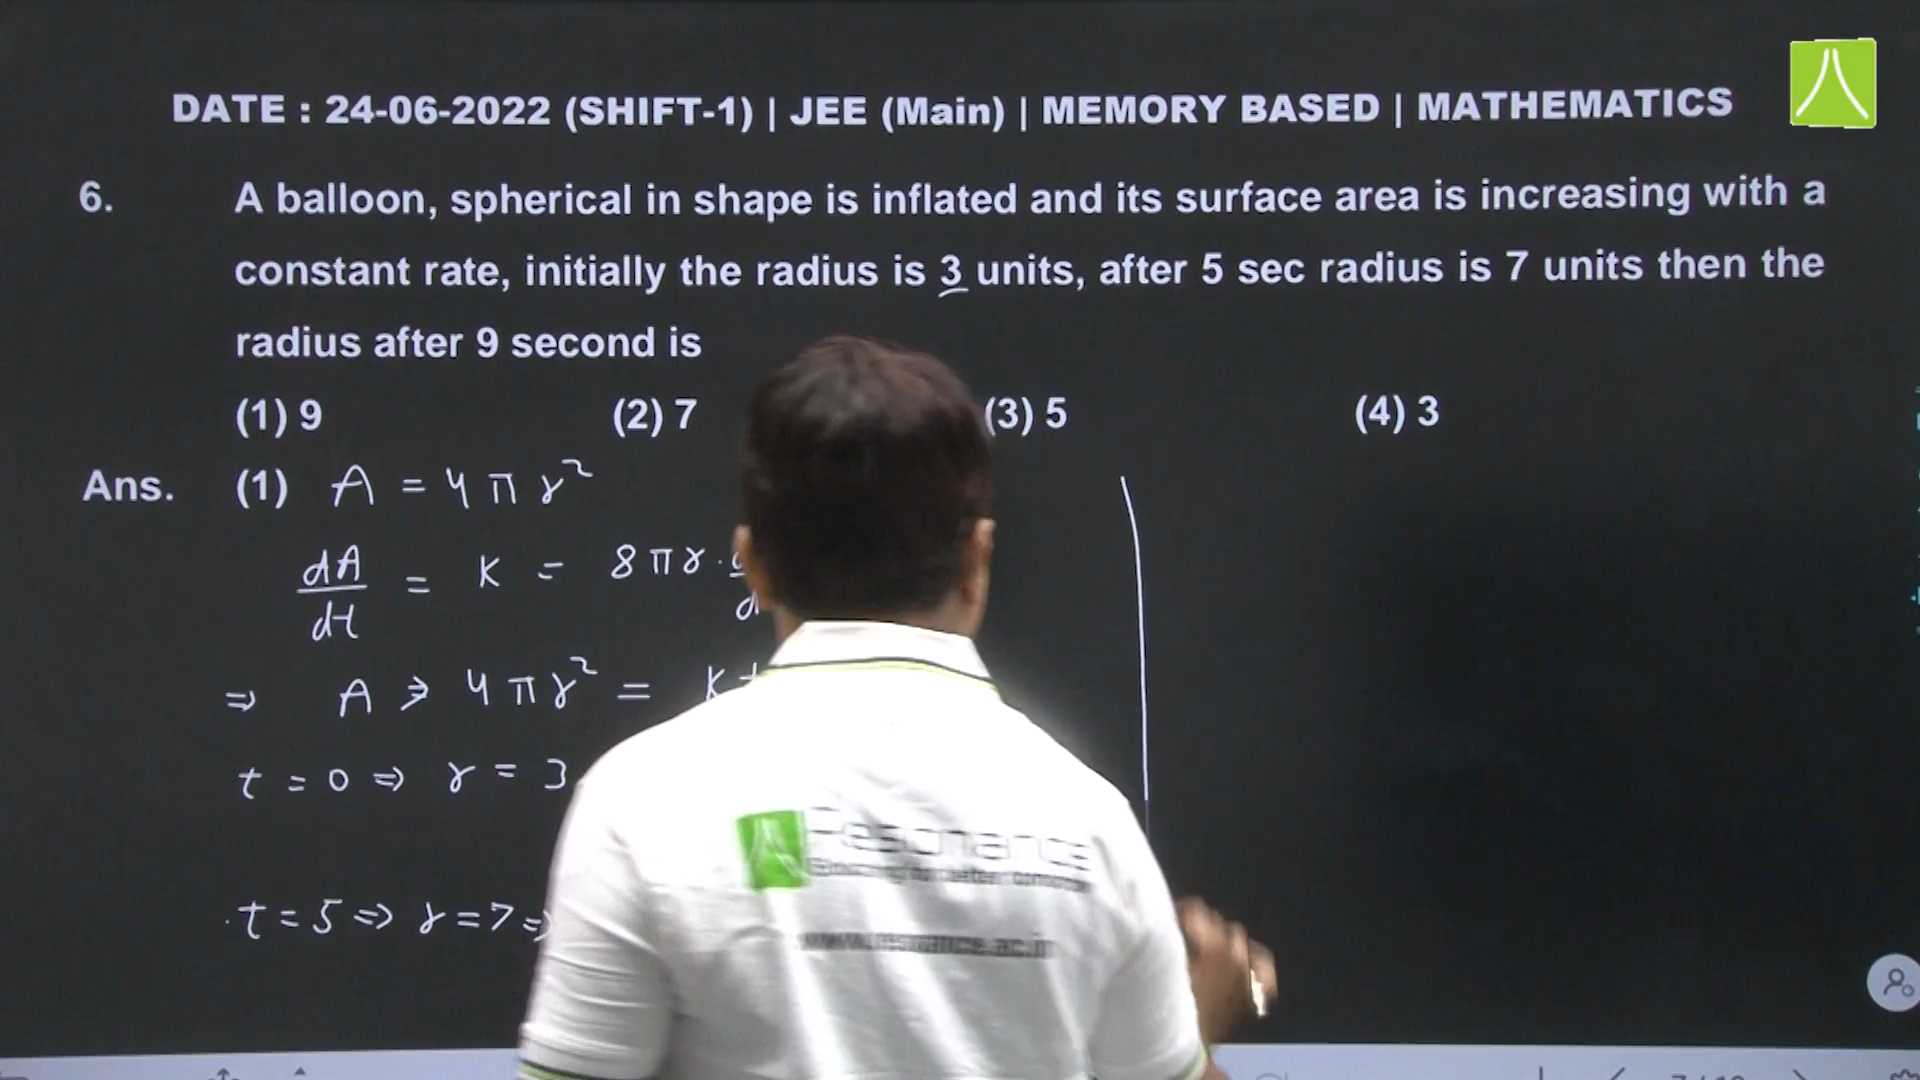 DATE : 24-06-2022 (SHIFT-1) | JEE (Main) | MEMORY BASED | MATHEMATICS
6. A balloon, spherical in shape is inflated and its surface area is increasing with a
constant rate, initially the radius is 3 units, after 5 sec radius is 7 units then the
radius after 9 second is
(1) 9 (2) 7 (3) 5 (4) 3
Ans. (1) A = 4πr²
dA/dt = K = 8πr.
⇒ A ⇒ 4πr² = Kt
t = 0 ⇒ r = 3
t = 5 ⇒ r = 7 ⇒
Resonance